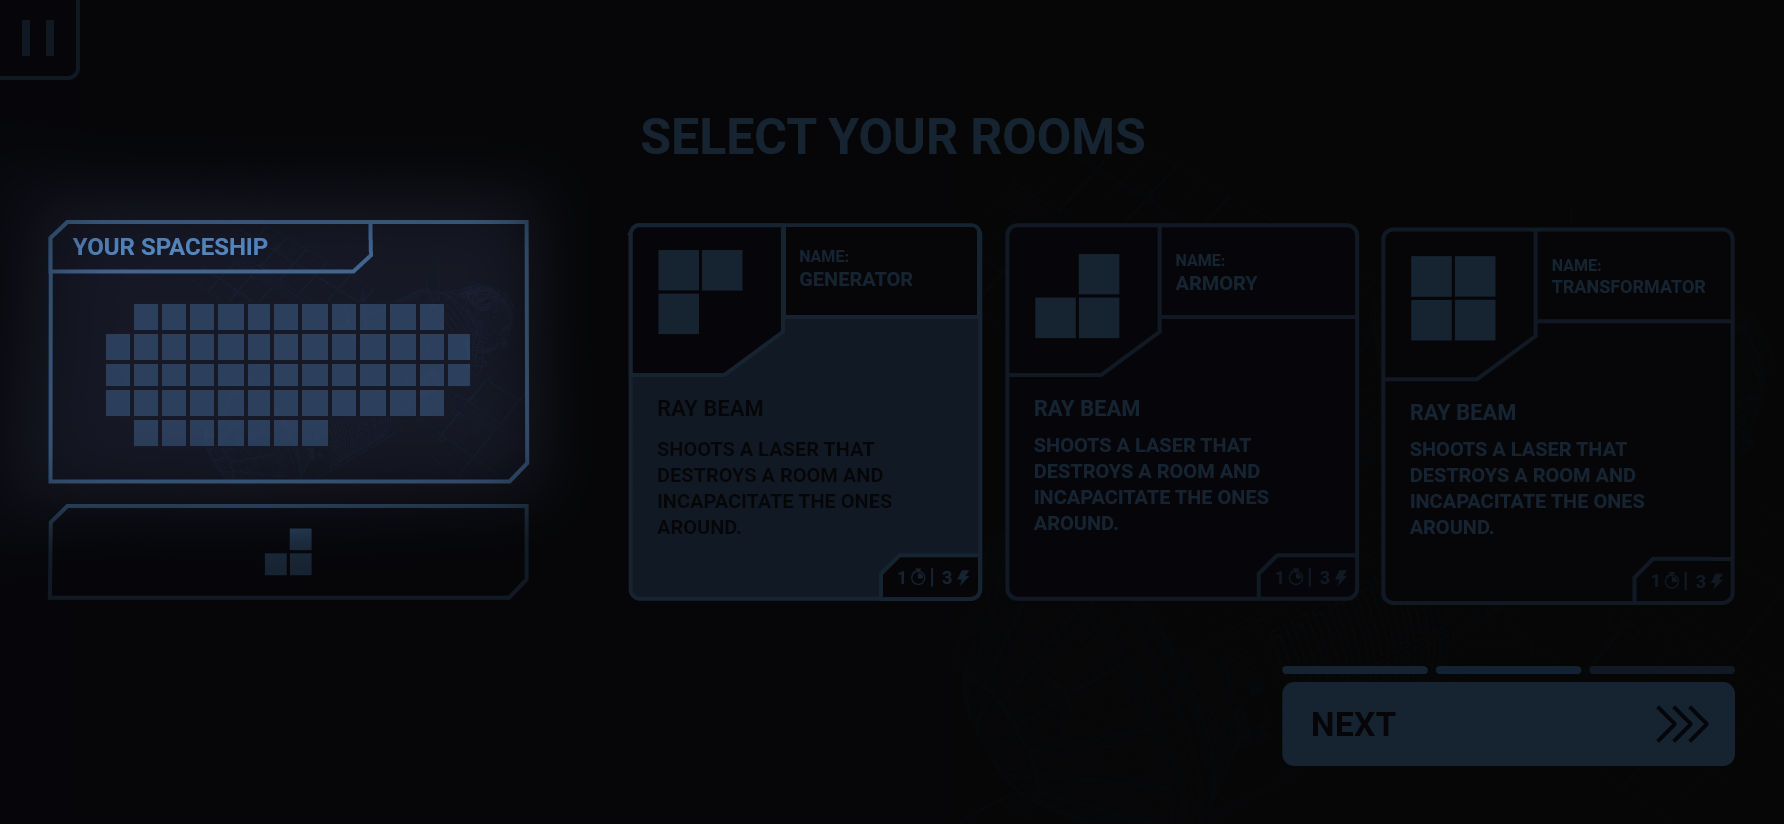 SELECT YOUR ROOMS
YOUR SPACESHIP
NAME:
GENERATOR
RAY BEAM
SHOOTS A LASER THAT
DESTROYS A ROOM AND
INCAPACITATE THE ONES
AROUND.
1 | 3
NAME:
ARMORY
RAY BEAM
SHOOTS A LASER THAT
DESTROYS A ROOM AND
INCAPACITATE THE ONES
AROUND.
1 | 3
NAME:
TRANSFORMATOR
RAY BEAM
SHOOTS A LASER THAT
DESTROYS A ROOM AND
INCAPACITATE THE ONES
AROUND.
1 | 3
NEXT